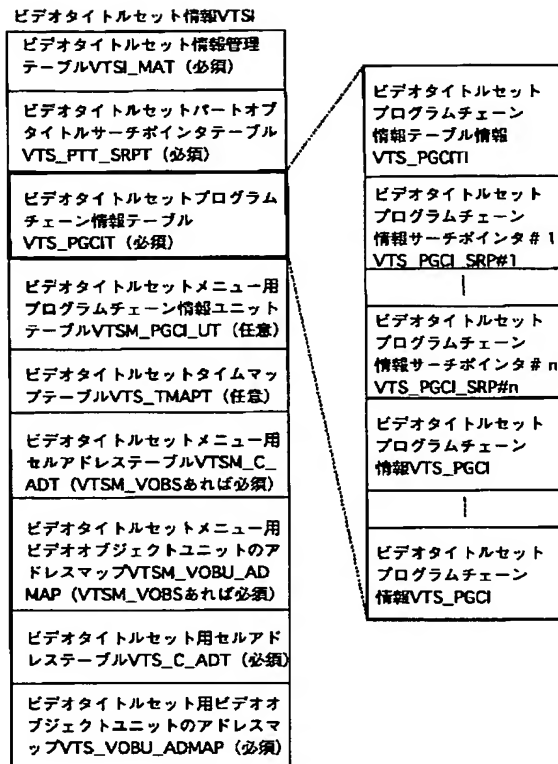 ビデオタイトルセット情報VTSI
ビデオタイトルセット情報管理
テーブルVTSI_MAT（必須）
ビデオタイトルセットパートオブ
タイトルサーチポインタテーブル
VTS_PTT_SRPT（必須）
ビデオタイトルセットプログラム
チェーン情報テーブル
VTS_PGCIT（必須）
ビデオタイトルセットメニュー用
プログラムチェーン情報ユニット
テーブルVTSM_PGCI_UT（任意）
ビデオタイトルセットタイムマッ
プテーブルVTS_TMAPT（任意）
ビデオタイトルセットメニュー用
セルアドレステーブルVTSM_C_
ADT（VTSM_VOBSあれば必須）
ビデオタイトルセットメニュー用
ビデオオブジェクトユニットのア
ドレスマップVTSM_VOBU_AD
MAP（VTSM_VOBSあれば必須）
ビデオタイトルセット用セルアド
レステーブルVTS_C_ADT（必須）
ビデオタイトルセット用ビデオオ
ブジェクトユニットのアドレスマ
ップVTS_VOBU_ADMAP（必須）
ビデオタイトルセット
プログラムチェーン
情報テーブル情報
VTS_PGCITI
ビデオタイトルセット
プログラムチェーン
情報サーチポインタ＃1
VTS_PGCI_SRP#1
ビデオタイトルセット
プログラムチェーン
情報サーチポインタ＃n
VTS_PGCI_SRP#n
ビデオタイトルセット
プログラムチェーン
情報VTS_PGCI
ビデオタイトルセット
プログラムチェーン
情報VTS_PGCI